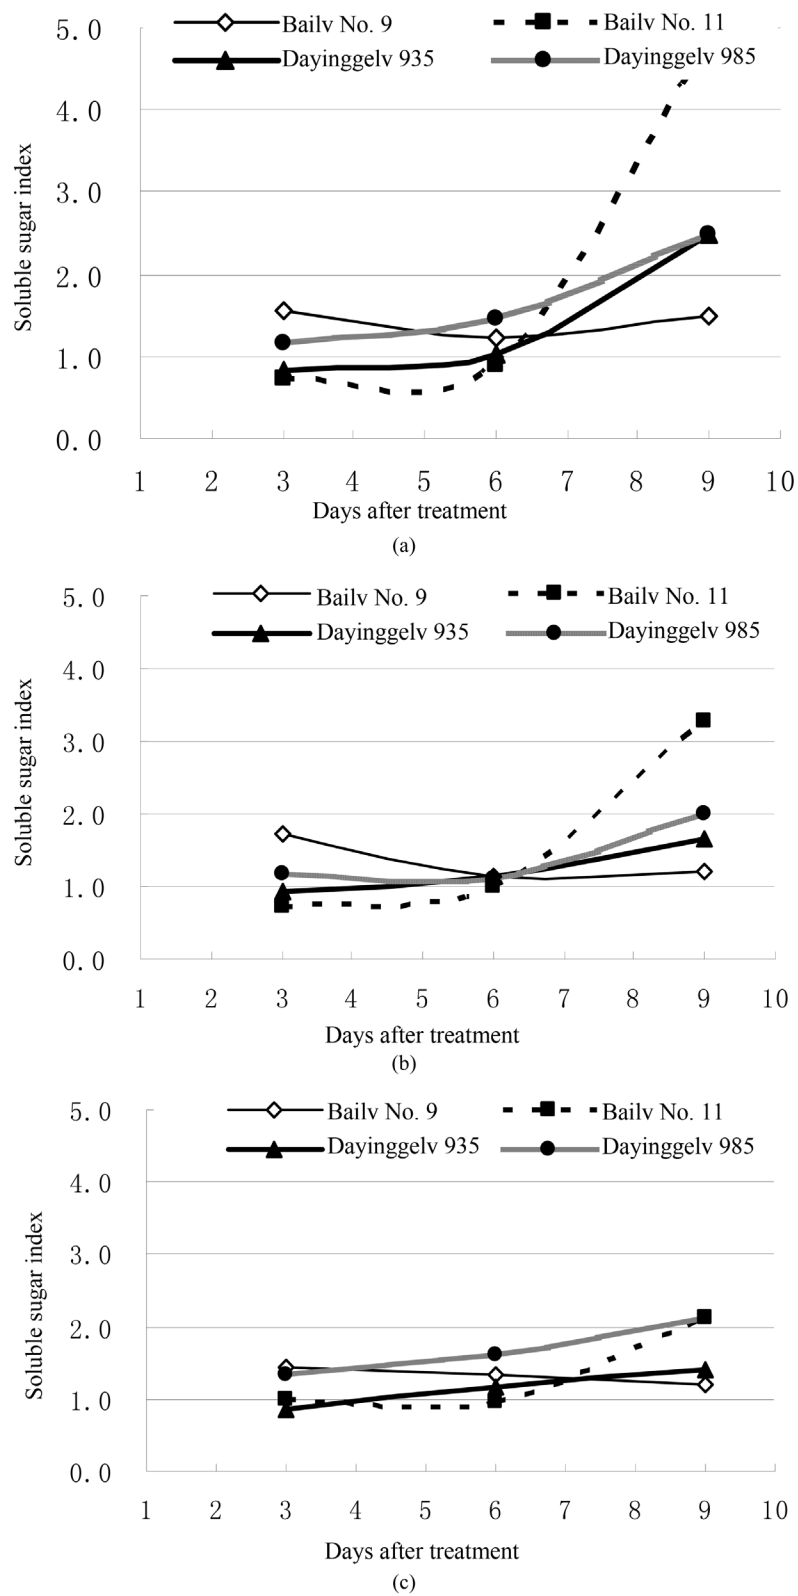 Bailv No. 9
Bailv No. 11
Dayinggelv 935
Dayinggelv 985
Soluble sugar index
5.0
4.0
3.0
2.0
1.0
0.0
1 2 3 4 5 6 7 8 9 10
Days after treatment
(a)
Bailv No. 9
Bailv No. 11
Dayinggelv 935
Dayinggelv 985
Soluble sugar index
5.0
4.0
3.0
2.0
1.0
0.0
1 2 3 4 5 6 7 8 9 10
Days after treatment
(b)
Bailv No. 9
Bailv No. 11
Dayinggelv 935
Dayinggelv 985
Soluble sugar index
5.0
4.0
3.0
2.0
1.0
0.0
1 2 3 4 5 6 7 8 9 10
Days after treatment
(c)